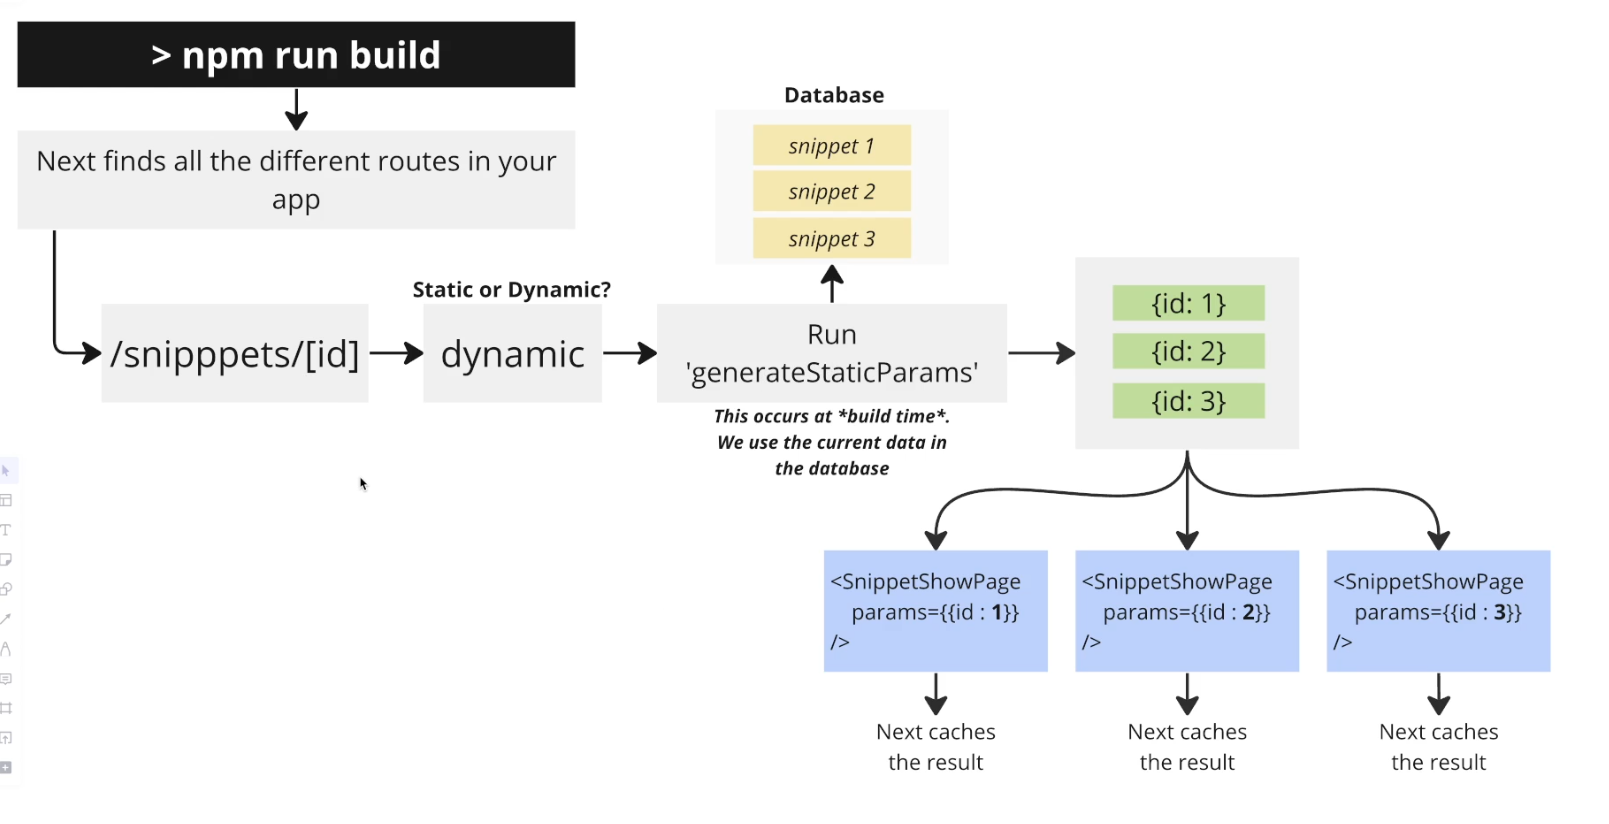 > npm run build
Next finds all the different routes in your
app
Database
snippet 1
snippet 2
snippet 3
Static or Dynamic?
/snipppets/[id]
dynamic
Run
'generateStaticParams'
This occurs at *build time*.
We use the current data in
the database
{id: 1}
{id: 2}
{id: 3}
<SnippetShowPage
params={{id : 1}}
/>
<SnippetShowPage
params={{id : 2}}
/>
<SnippetShowPage
params={{id : 3}}
/>
Next caches
the result
Next caches
the result
Next caches
the result